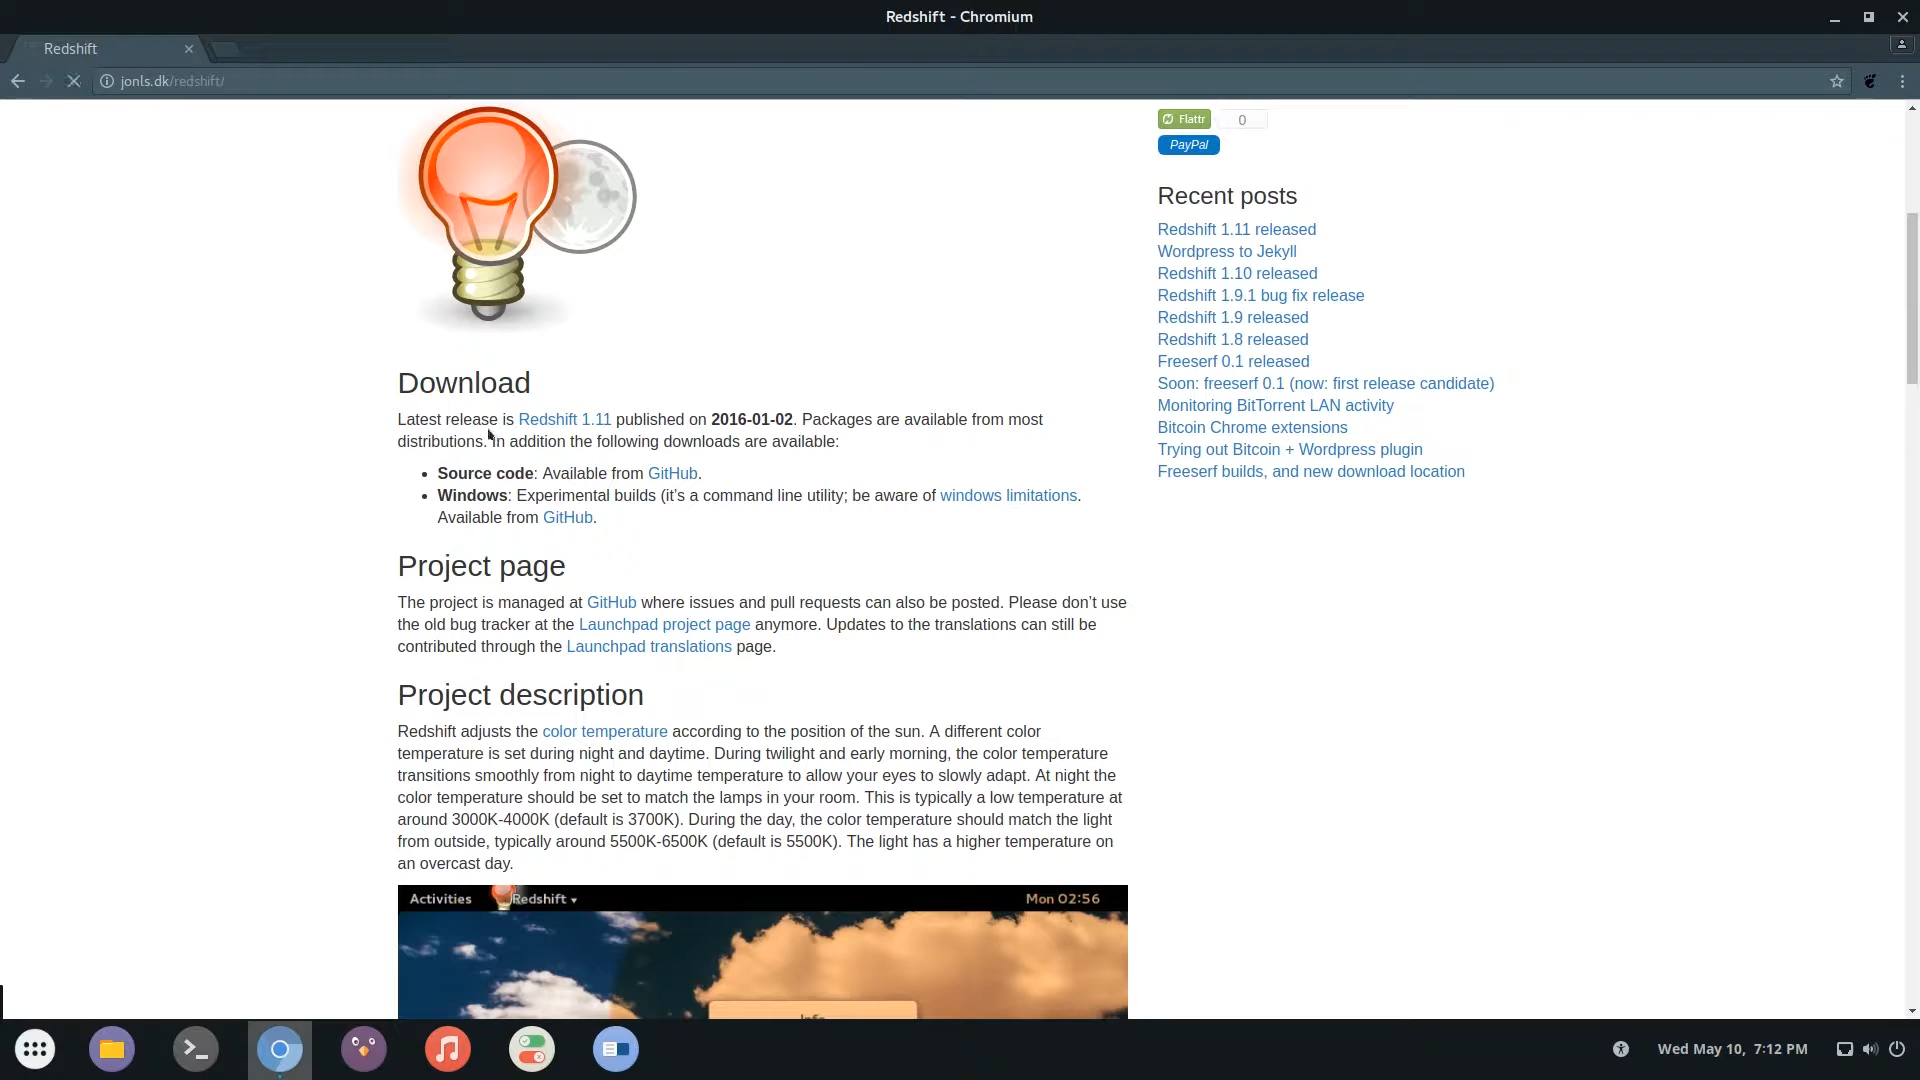 Redshift - Chromium
Redshift
jonls.dk/redshift/
Flattr 0
PayPal
Recent posts
Redshift 1.11 released
Wordpress to Jekyll
Redshift 1.10 released
Redshift 1.9.1 bug fix release
Redshift 1.9 released
Redshift 1.8 released
Freeserf 0.1 released
Soon: freeserf 0.1 (now: first release candidate)
Monitoring BitTorrent LAN activity
Bitcoin Chrome extensions
Trying out Bitcoin + Wordpress plugin
Freeserf builds, and new download location
Download
Latest release is Redshift 1.11 published on 2016-01-02. Packages are available from most
distributions. In addition the following downloads are available:
• Source code: Available from GitHub.
• Windows: Experimental builds (it’s a command line utility; be aware of windows limitations.
Available from GitHub.
Project page
The project is managed at GitHub where issues and pull requests can also be posted. Please don’t use
the old bug tracker at the Launchpad project page anymore. Updates to the translations can still be
contributed through the Launchpad translations page.
Project description
Redshift adjusts the color temperature according to the position of the sun. A different color
temperature is set during night and daytime. During twilight and early morning, the color temperature
transitions smoothly from night to daytime temperature to allow your eyes to slowly adapt. At night the
color temperature should be set to match the lamps in your room. This is typically a low temperature at
around 3000K-4000K (default is 3700K). During the day, the color temperature should match the light
from outside, typically around 5500K-6500K (default is 5500K). The light has a higher temperature on
an overcast day.
Activities Redshift Mon 02:56
Info
Wed May 10, 7:12 PM